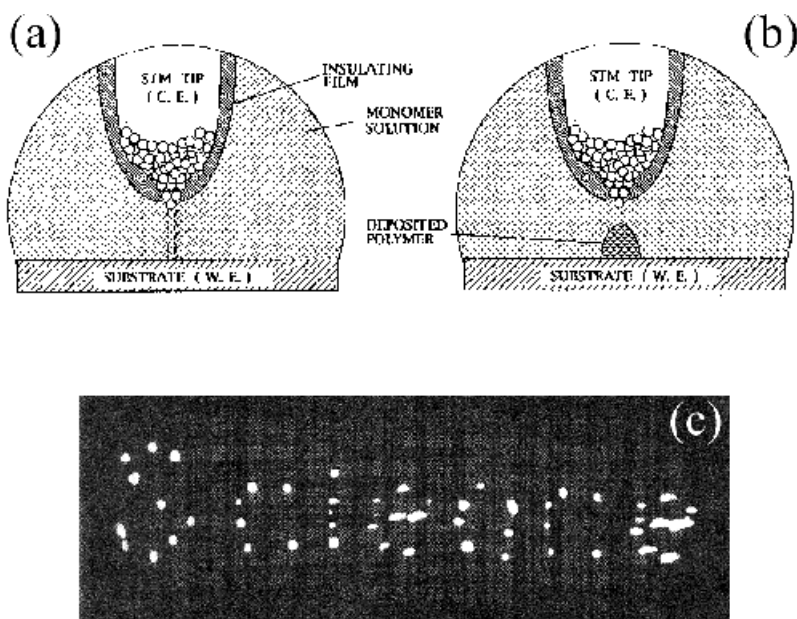 (a)
STM TIP
( C. E. )
INSULATING
FILM
MONOMER
SOLUTION
SUBSTRATE ( W. E. )
(b)
STM TIP
( C. E. )
DEPOSITED
POLYMER
SUBSTRATE ( W. E. )
(c)